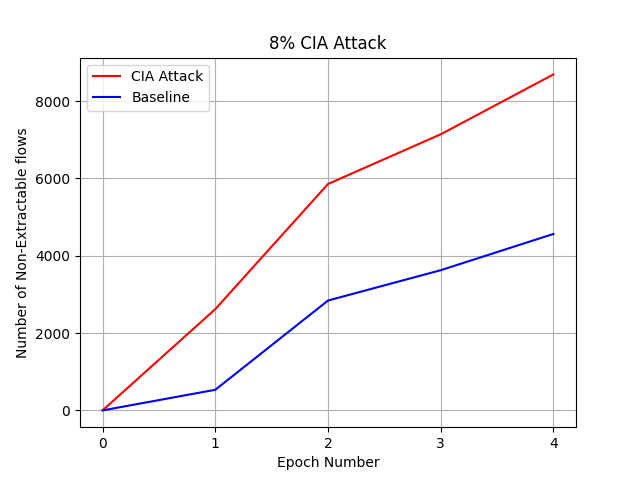 8% CIA Attack
CIA Attack
Baseline
Number of Non-Extractable flows
8000
6000
4000
2000
0
0 1 2 3 4
Epoch Number